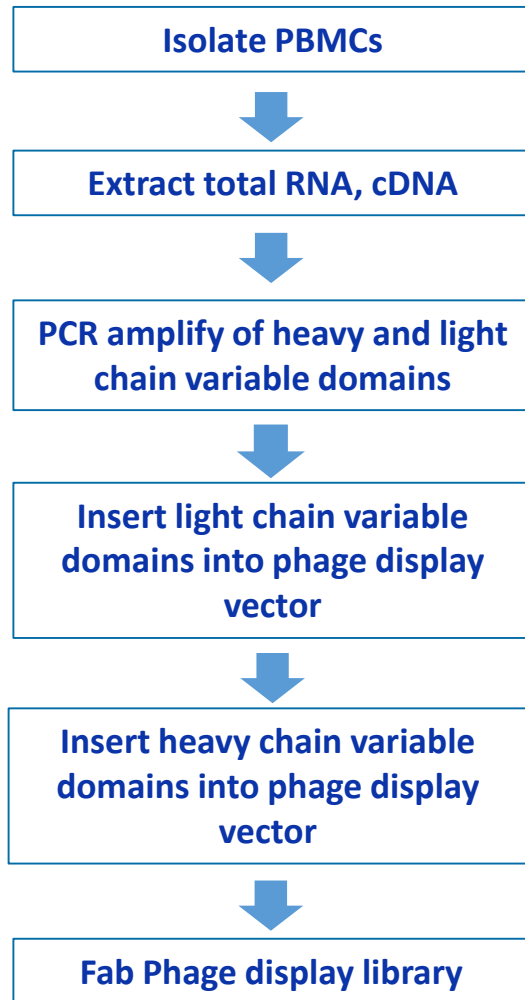 Isolate PBMCs
Extract total RNA, cDNA
PCR amplify of heavy and light
chain variable domains
Insert light chain variable
domains into phage display
vector
Insert heavy chain variable
domains into phage display
vector
Fab Phage display library